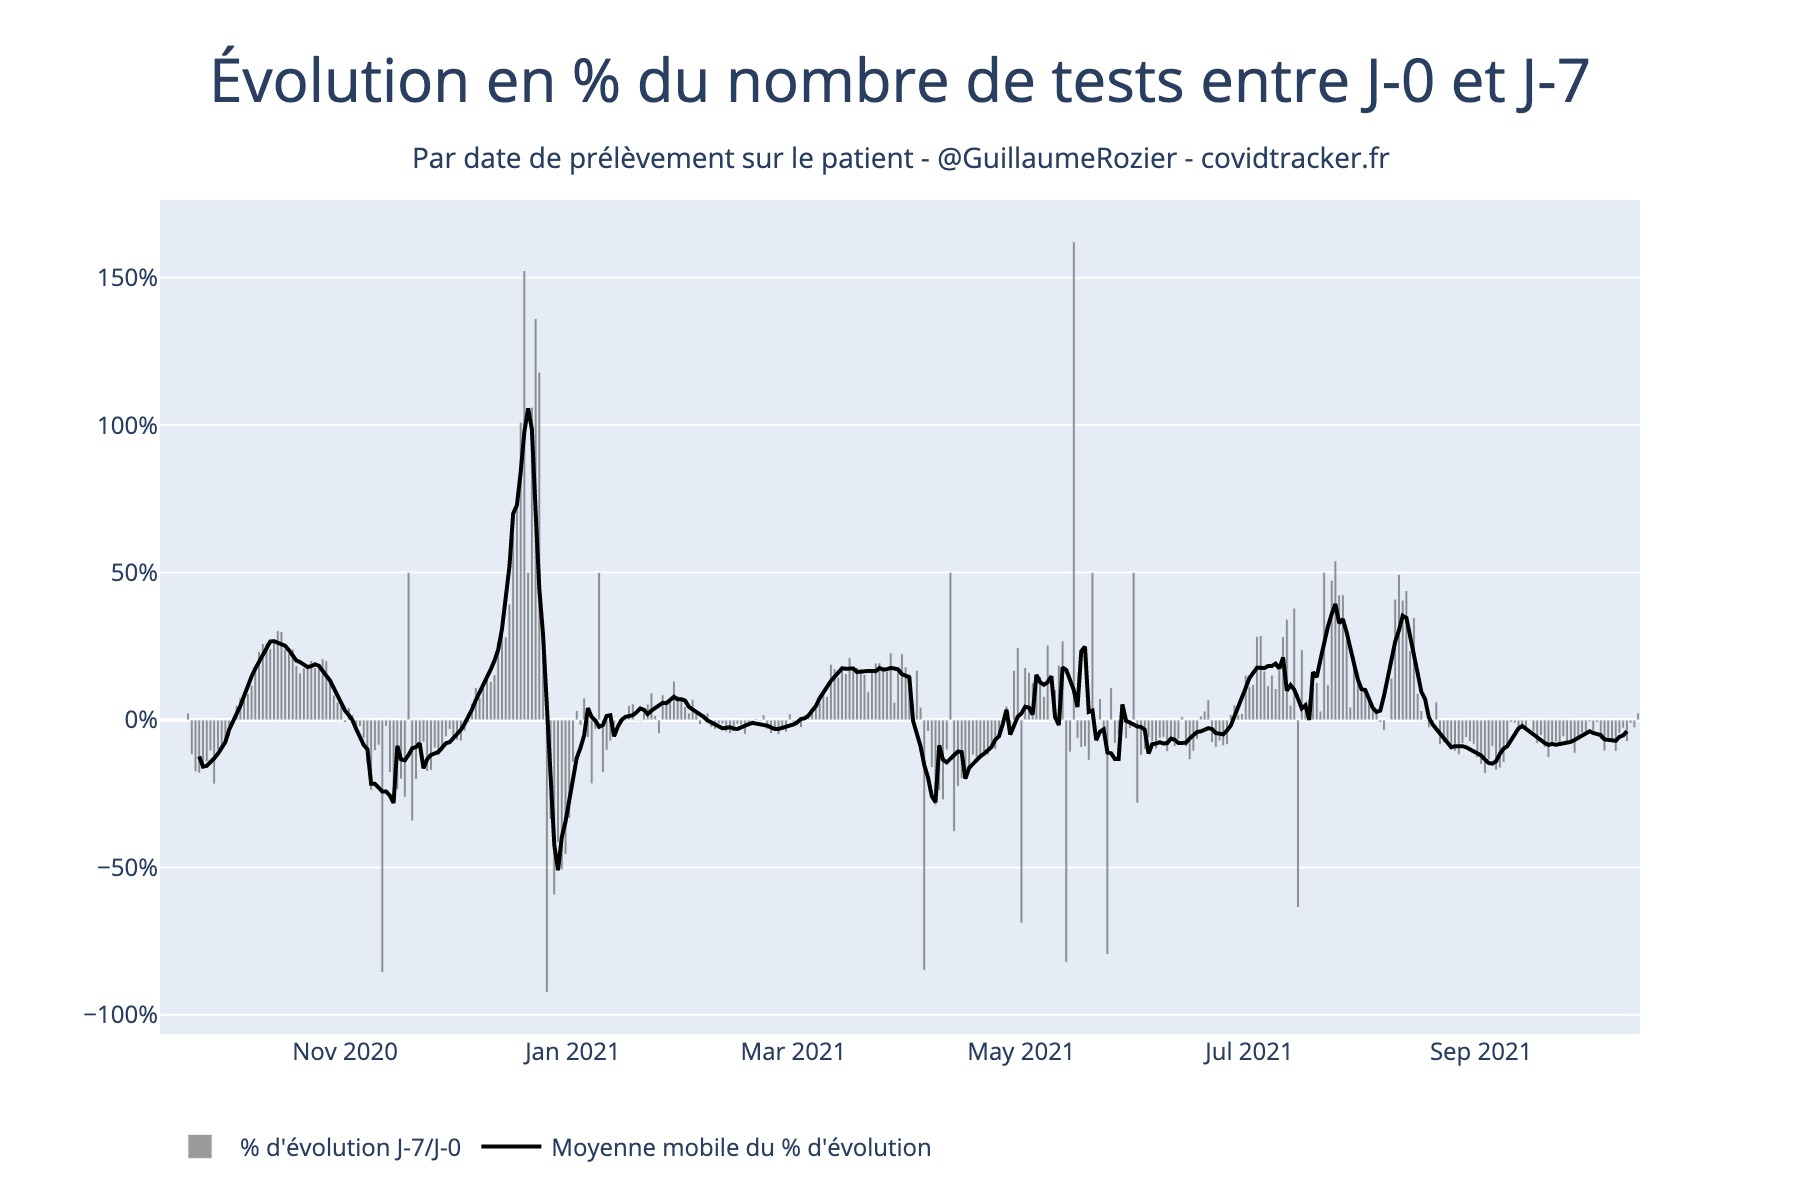 Évolution en % du nombre de tests entre J-0 et J-7
Par date de prélèvement sur le patient - @GuillaumeRozier - covidtracker.fr
150%
100%
50%
0%
−50%
−100%
Nov 2020
Jan 2021
Mar 2021
May 2021
Jul 2021
Sep 2021
% d'évolution J-7/J-0
Moyenne mobile du % d'évolution